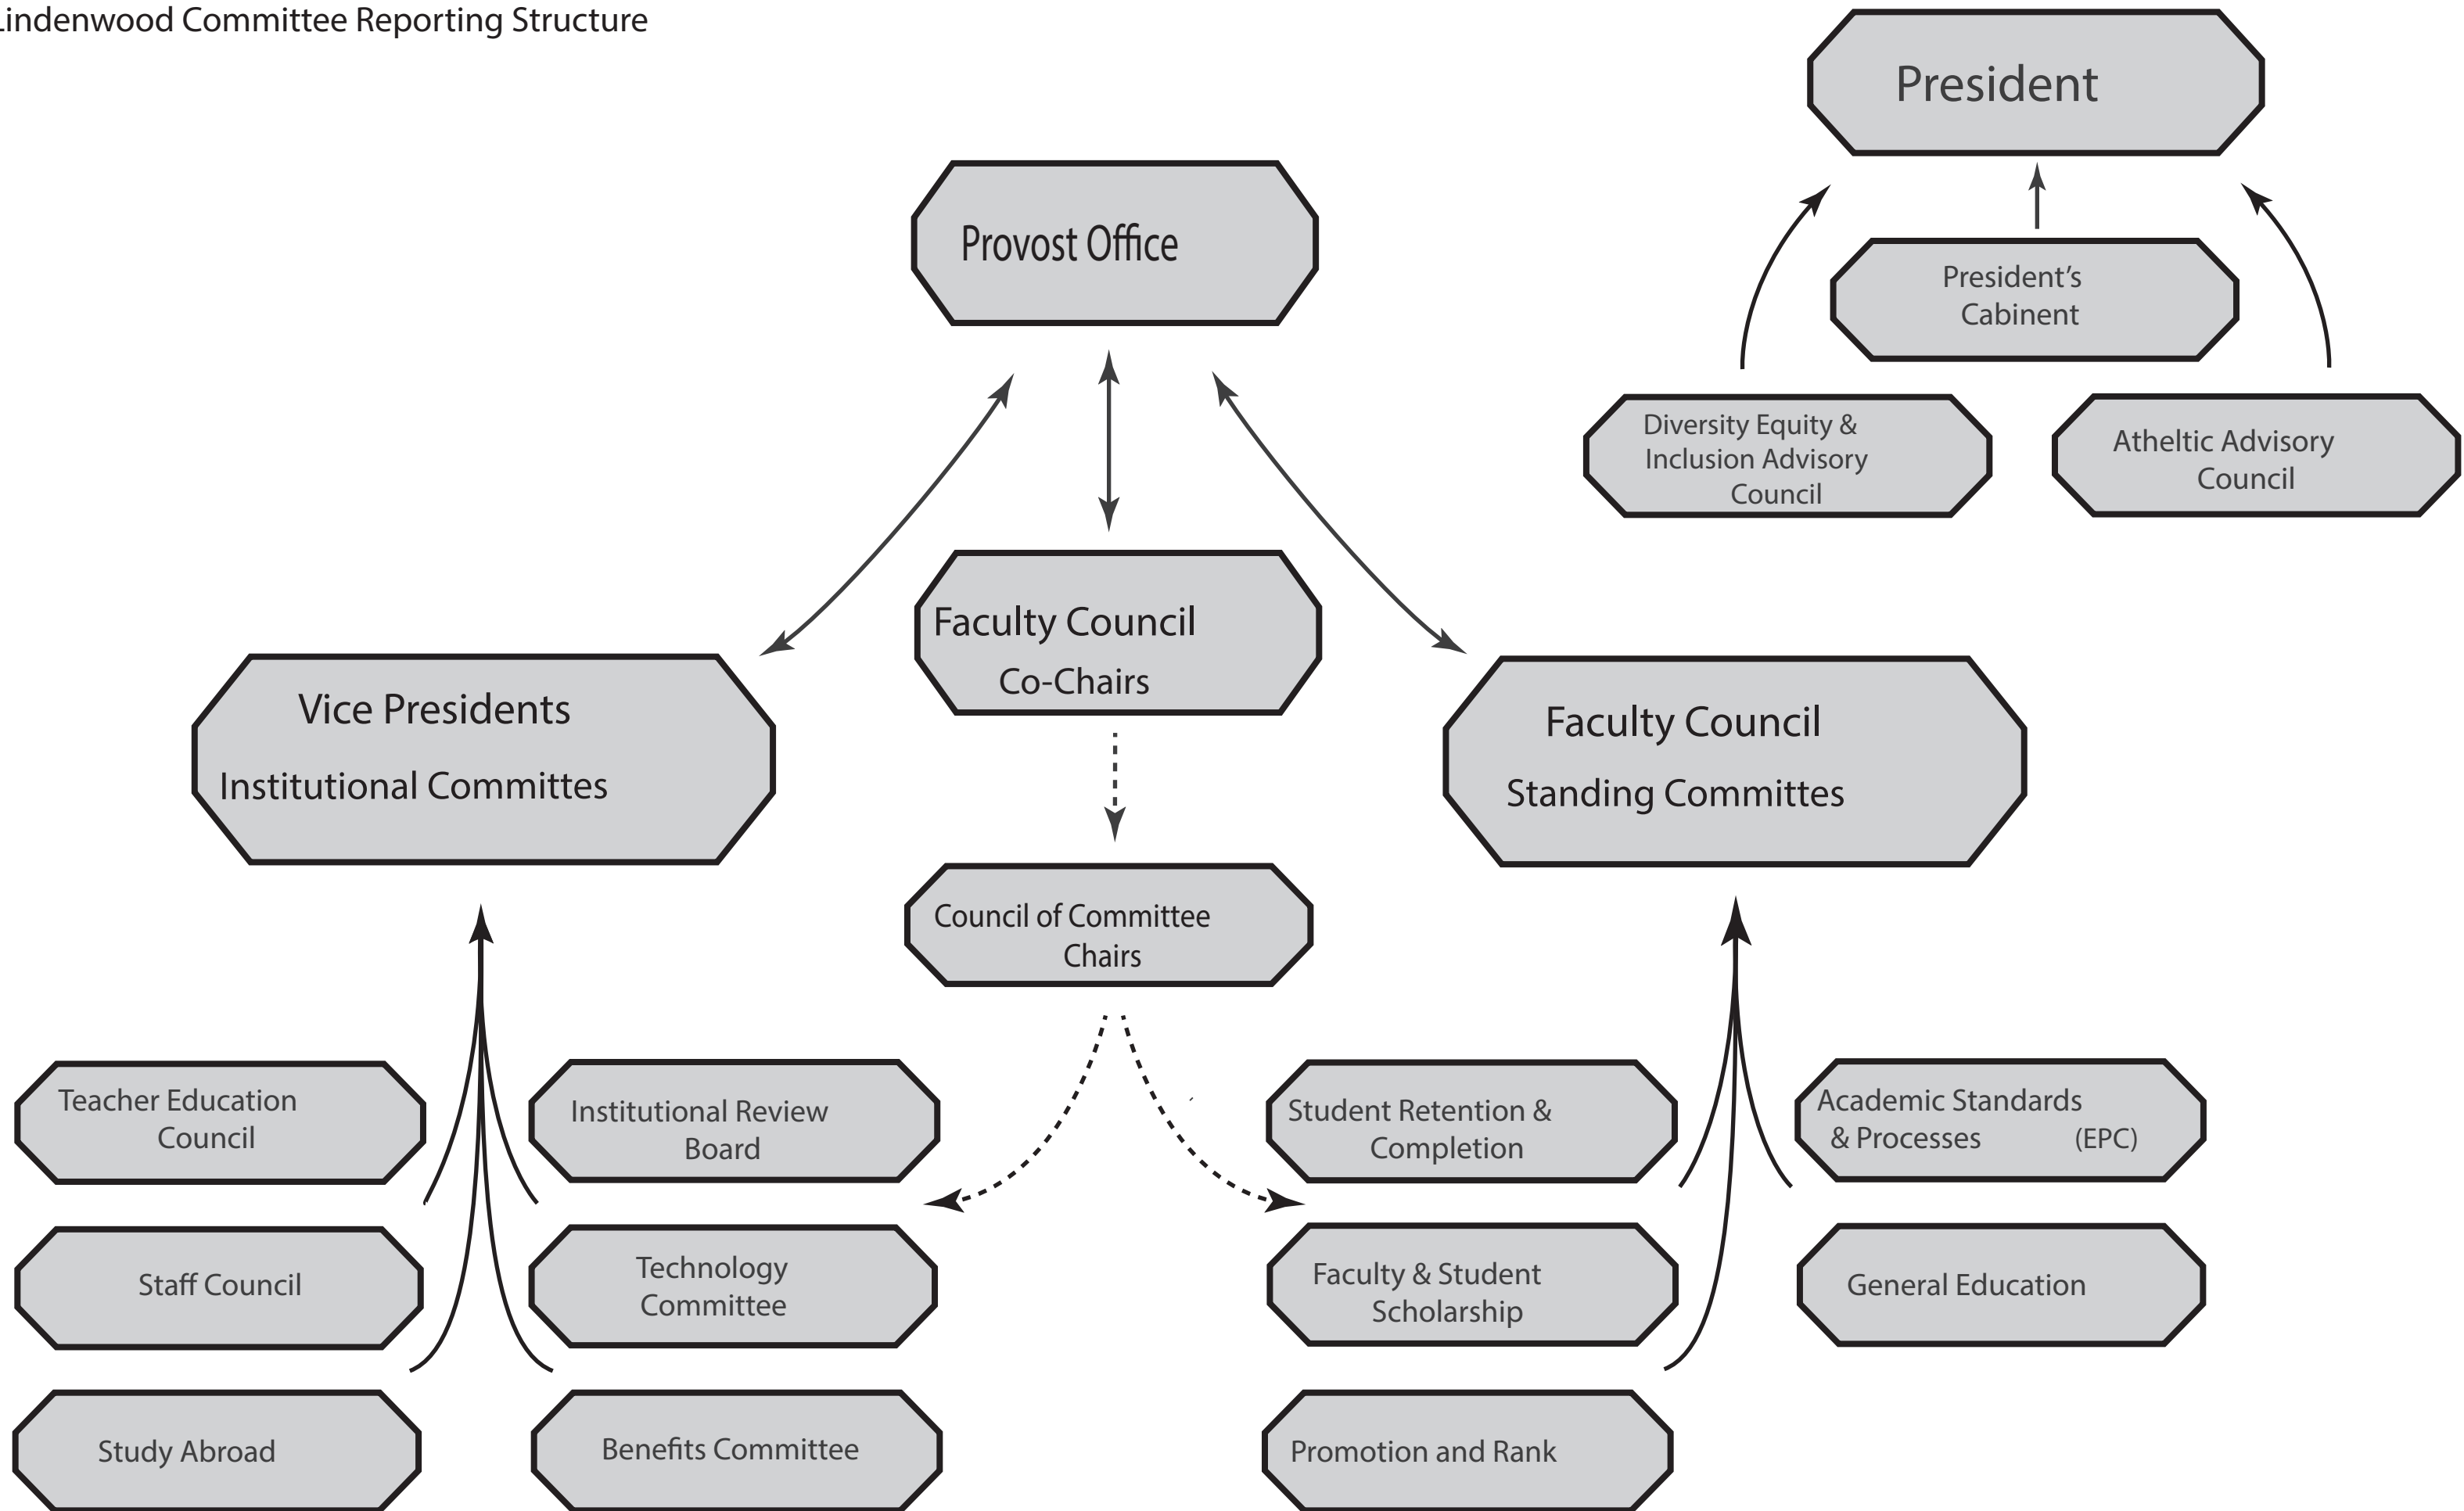 Lindenwood Committee Reporting Structure
President
Provost Office
President's
Cabinent
Diversity Equity &
Inclusion Advisory
Council
Atheltic Advisory
Council
Faculty Council
Co-Chairs
Vice Presidents
Institutional Committes
Faculty Council
Standing Committes
Council of Committee
Chairs
Teacher Education
Council
Institutional Review
Board
Student Retention &
Completion
Academic Standards
& Processes (EPC)
Staff Council
Technology
Committee
Faculty & Student
Scholarship
General Education
Study Abroad
Benefits Committee
Promotion and Rank